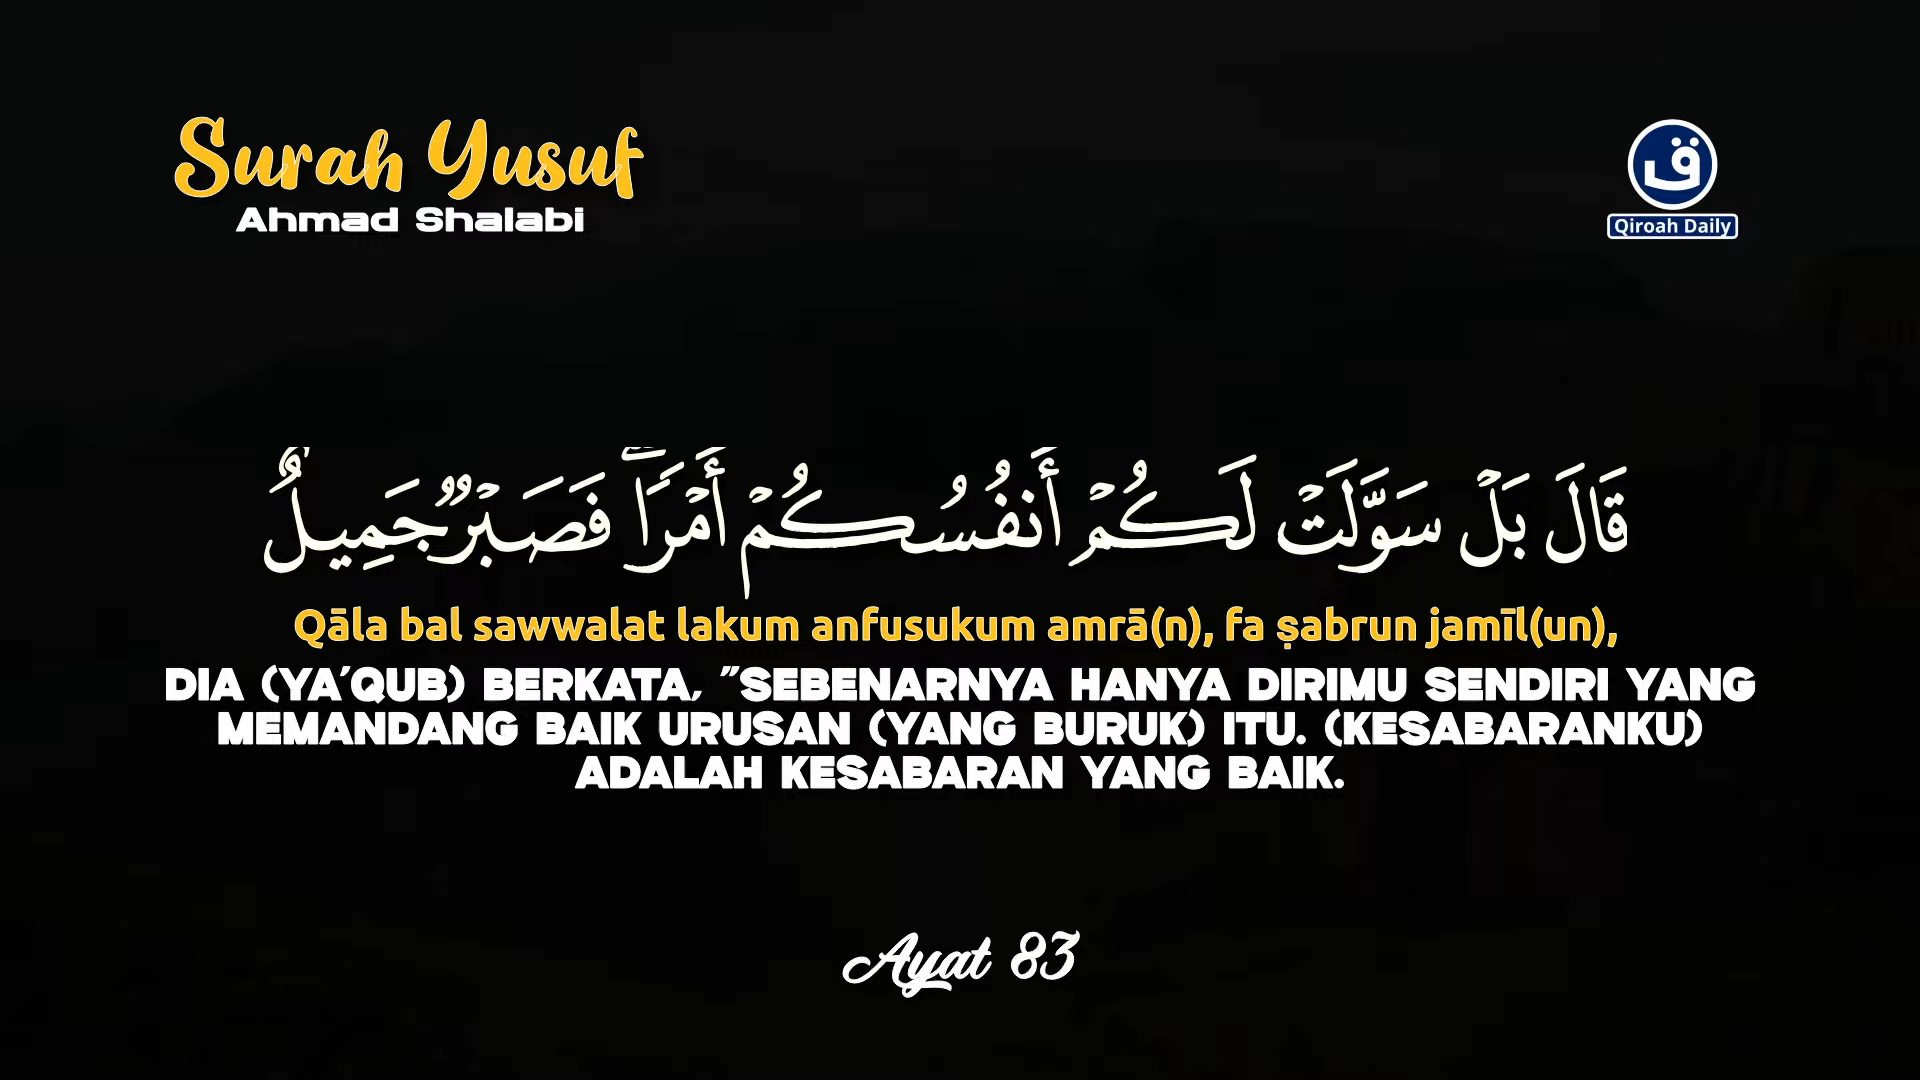 Surah Yusuf
Ahmad Shalabi
ق
Qiroah Daily
قَالَ بَلْ سَوَّلَتْ لَكُمْ أَنفُسُكُمْ أَمْرًاۖ فَصَبْرٌ جَمِيلٌ
Qāla bal sawwalat lakum anfusukum amrā(n), fa ṣabrun jamīl(un),
DIA (YA'QUB) BERKATA, "SEBENARNYA HANYA DIRIMU SENDIRI YANG
MEMANDANG BAIK URUSAN (YANG BURUK) ITU. (KESABARANKU)
ADALAH KESABARAN YANG BAIK.
Ayat 83